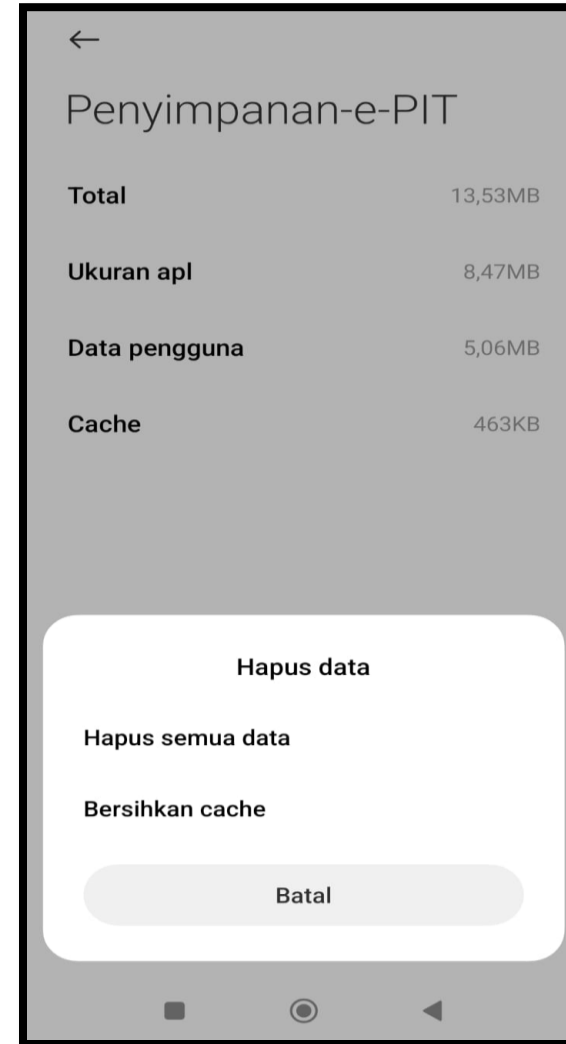 Penyimpanan-e-PIT
Total 13,53MB
Ukuran apl 8,47MB
Data pengguna 5,06MB
Cache 463KB
Hapus data
Hapus semua data
Bersihkan cache
Batal